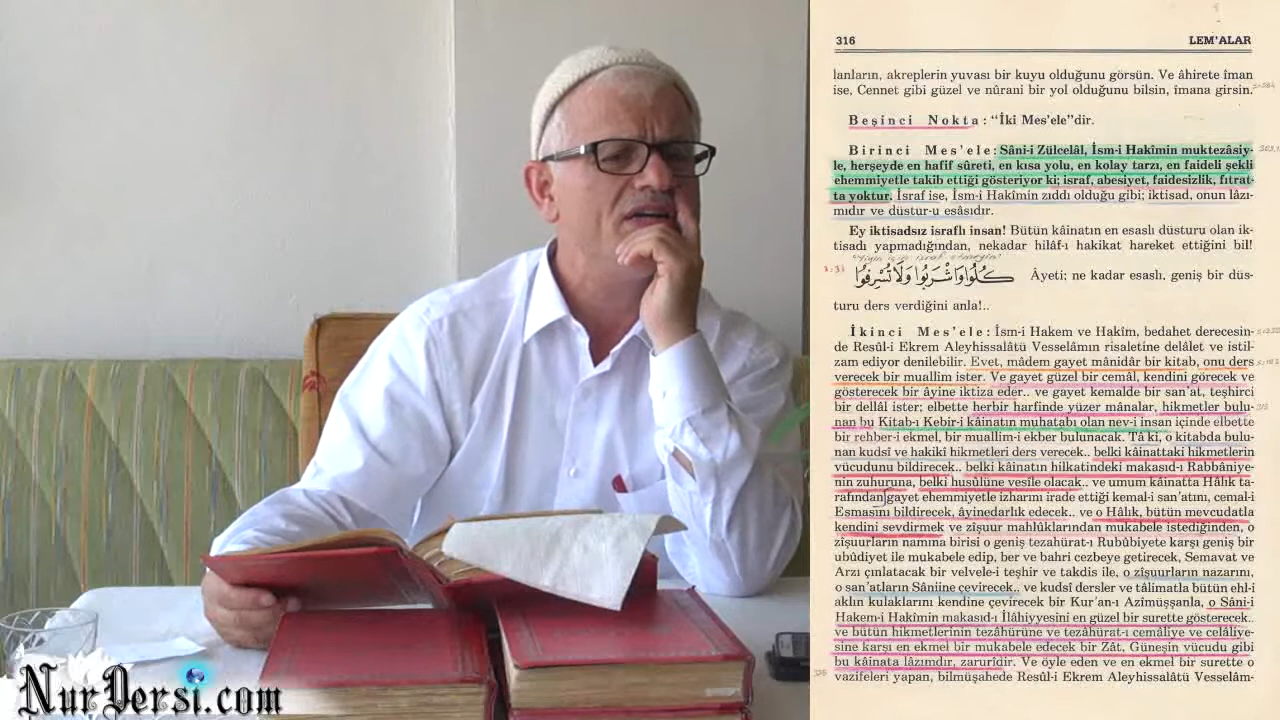 316 LEM'ALAR
lanların, akreplerin yuvası bir kuyu olduğunu görsün. Ve âhirete îman
ise, Cennet gibi güzel ve nûrani bir yol olduğunu bilsin, îmana girsin.
Beşinci Nokta: "İki Mes'ele"dir.
Birinci Mes'ele: Sâni-i Zülcelâl, İsm-i Hakîmin muktezâsiy-
le, herşeyde en hafif sûreti, en kısa yolu, en kolay tarzı, en faideli şekli
ehemmiyetle takib ettiği gösteriyor ki; israf, abesiyet, faidesizlik, fıtrat-
ta yoktur. İsraf ise, İsm-i Hakîmin zıddı olduğu gibi; iktisad, onun lâzı-
mıdır ve düstur-u esâsıdır.
Ey iktisadsız israflı insan! Bütün kâinatın en esaslı düsturu olan ik-
tisadı yapmadığından, nekadar hilâf-ı hakikat hareket ettiğini bil!
كُلُوا وَاشْرَبُوا وَلَا تُسْرِفُوا Âyeti; ne kadar esaslı, geniş bir düs-
turu ders verdiğini anla!..
İkinci Mes'ele: İsm-i Hakem ve Hakîm, bedahet derecesin-
de Resûl-i Ekrem Aleyhissalâtü Vesselâmın risaletine delâlet ve istil-
zam ediyor denilebilir. Evet, mâdem gayet mânidâr bir kitab, onu ders
verecek bir muallim ister. Ve gayet güzel bir cemâl, kendini görecek ve
gösterecek bir âyine iktiza eder.. ve gayet kemalde bir san'at, teşhirci
bir dellâl ister; elbette herbir harfinde yüzer mânalar, hikmetler bulu-
nan bu Kitab-ı Kebir-i kâinatın muhatabı olan nev-i insan içinde elbette
bir rehber-i ekmel, bir muallim-i ekber bulunacak. Tâ ki, o kitabda bulu-
nan kudsî ve hakikî hikmetleri ders verecek.. belki kâinattaki hikmetlerin
vücudunu bildirecek.. belki kâinatın hilkatindeki makasıd-ı Rabbâniye-
nin zuhuruna, belki husûlüne vesile olacak.. ve umum kâinatta Hâlık ta-
rafından gayet ehemmiyetle izharını irade ettiği kemal-i san'atını, cemal-i
Esmasını bildirecek, âyinedarlık edecek.. ve o Hâlık, bütün mevcudatla
kendini sevdirmek ve zîşuur mahlûklarından mukabele istediğinden, o
zîşuurların namına birisi o geniş tezahürat-ı Rubûbiyete karşı geniş bir
ubûdiyet ile mukabele edip, ber ve bahri cezbeye getirecek, Semavat ve
Arzı çınlatacak bir velvele-i teşhir ve takdis ile, o zîşuurların nazarını,
o san'atların Sâniine çevirecek.. ve kudsî dersler ve tâlimatla bütün ehl-i
aklın kulaklarını kendine çevirecek bir Kur'an-ı Azîmüşşanla, o Sâni-i
Hakem-i Hakîmin makasıd-ı İlâhiyyesini en güzel bir surette gösterecek..
ve bütün hikmetlerinin tezâhürüne ve tezâhürat-ı cemâliye ve celâliye-
sine karşı en ekmel bir mukabele edecek bir Zât, Güneşin vücudu gibi
bu kâinata lâzımdır, zarurîdir. Ve öyle eden ve en ekmel bir surette o
vazifeleri yapan, bilmüşahede Resûl-i Ekrem Aleyhissalâtü Vesselâm-
NurDersi.com